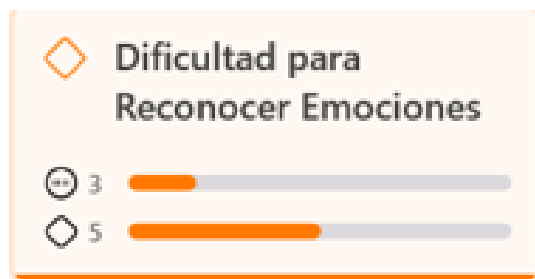 Dificultad para
Reconocer Emociones
3
5